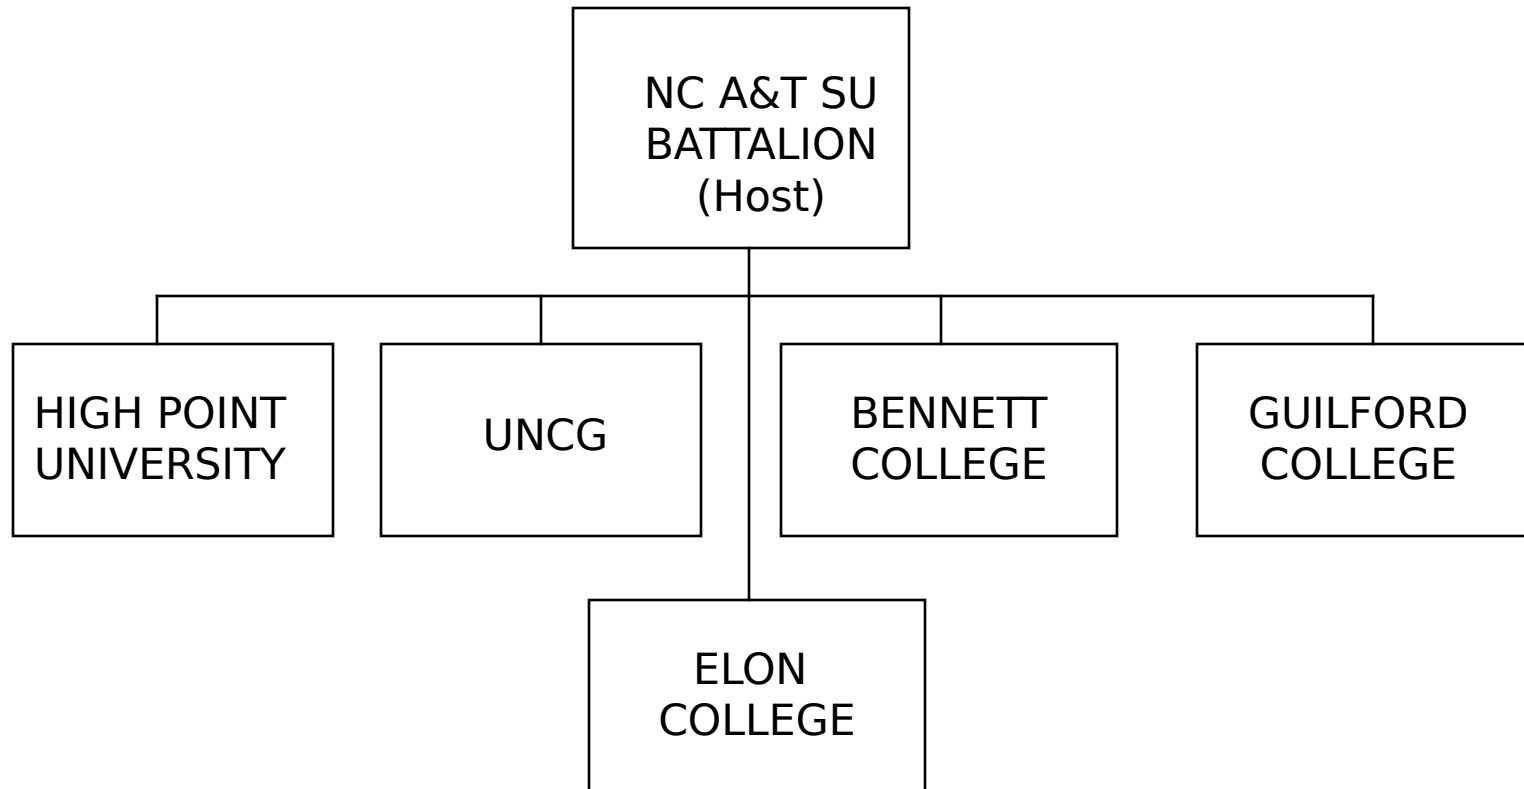 NC A&T SU
BATTALION
(Host)
HIGH POINT
UNIVERSITY
UNCG
BENNETT
COLLEGE
GUILFORD
COLLEGE
ELON
COLLEGE